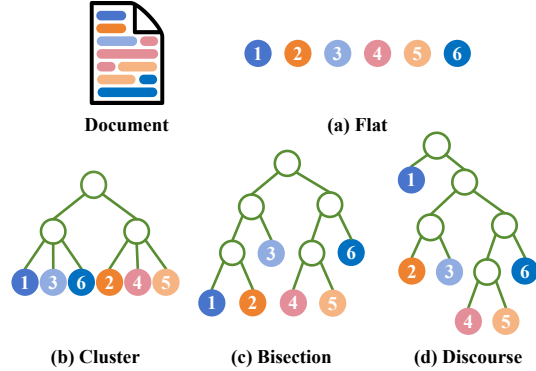 1 2 3 4 5 6
Document
(a) Flat
1
1 3 6 2 4 5
3 6
1 2 4 5
2 3 6
4 5
(b) Cluster
(c) Bisection
(d) Discourse